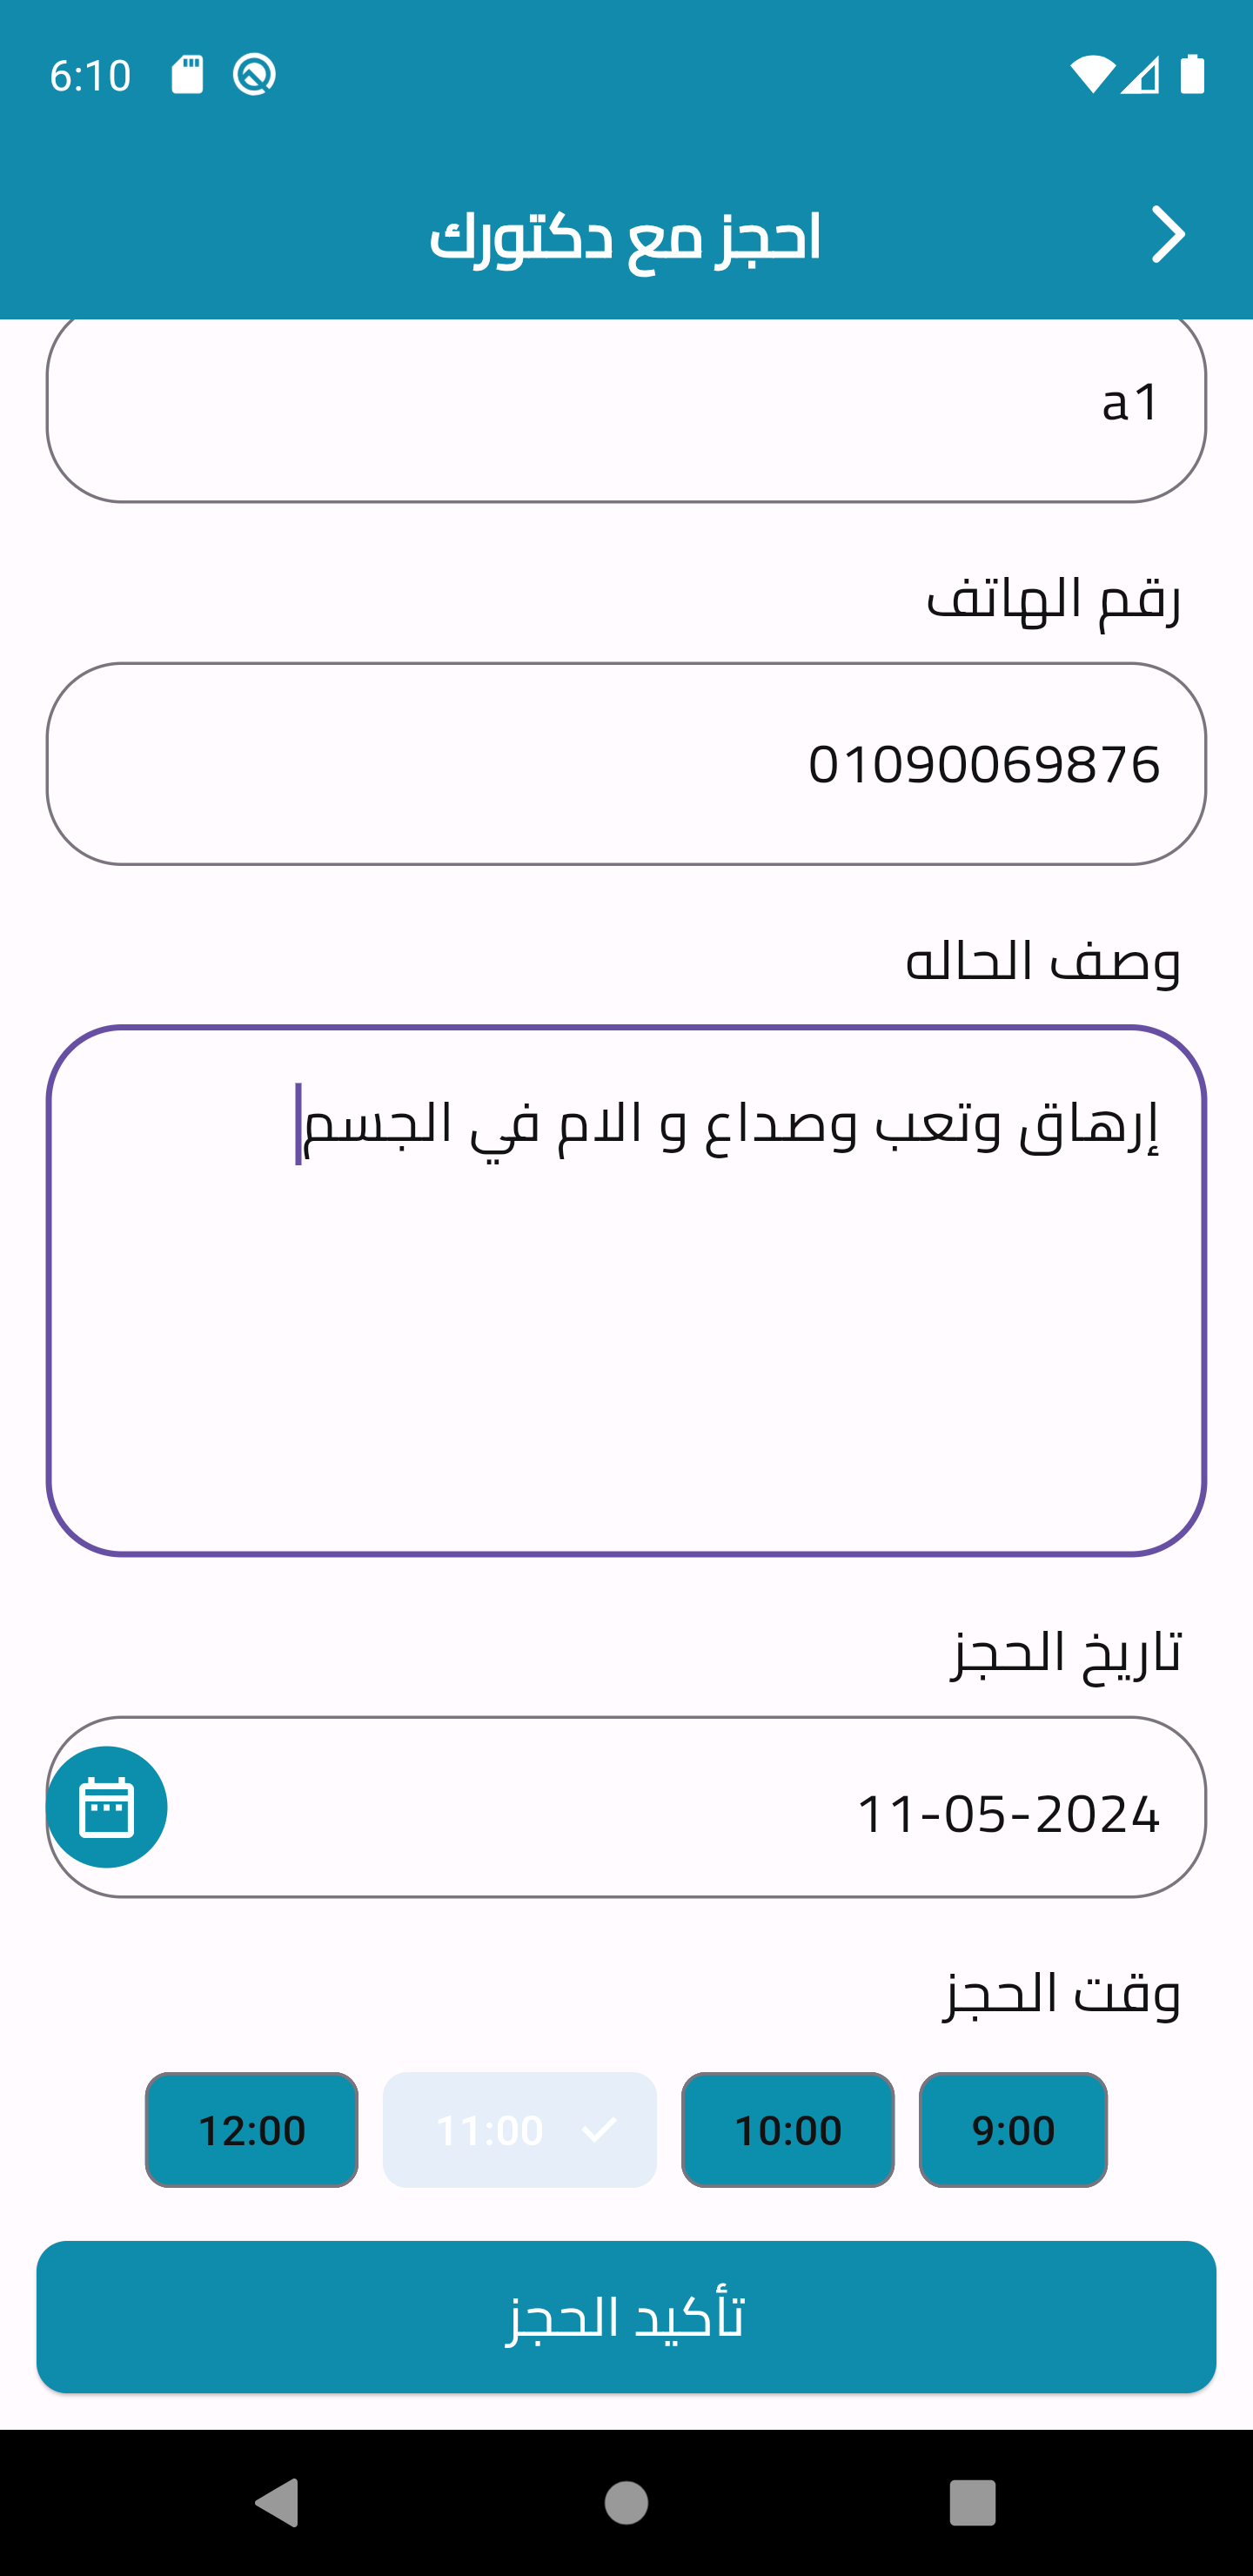 6:10
احجز مع دكتورك
a1
رقم الهاتف
01090069876
وصف الحاله
إرهاق وتعب وصداع و الام في الجسم
تاريخ الحجز
11-05-2024
وقت الحجز
9:00 10:00 11:00 12:00
تأكيد الحجز